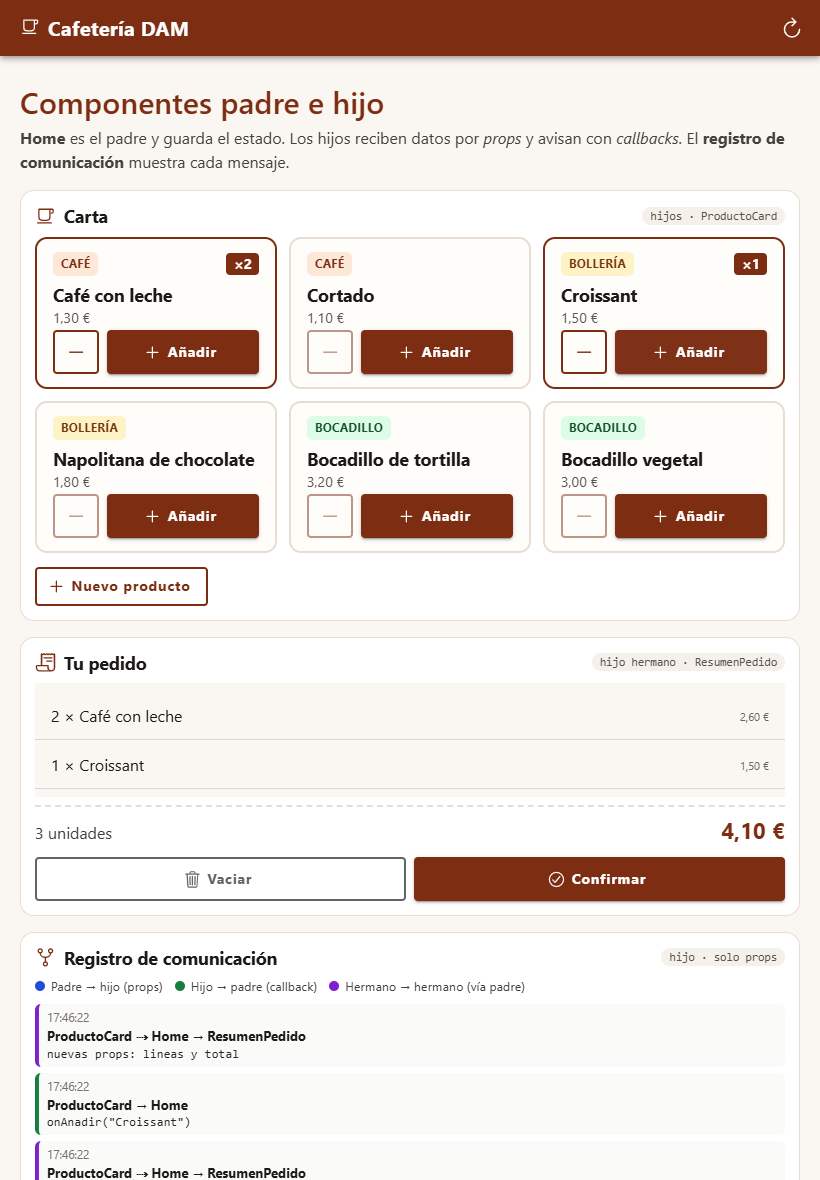 Cafetería DAM
Componentes padre e hijo
Home es el padre y guarda el estado. Los hijos reciben datos por props y avisan con callbacks. El registro de
comunicación muestra cada mensaje.
Carta
hijos · ProductoCard
CAFÉ
×2
Café con leche
1,30 €
Añadir
CAFÉ
Cortado
1,10 €
Añadir
BOLLERÍA
×1
Croissant
1,50 €
Añadir
BOLLERÍA
Napolitana de chocolate
1,80 €
Añadir
BOCADILLO
Bocadillo de tortilla
3,20 €
Añadir
BOCADILLO
Bocadillo vegetal
3,00 €
Añadir
Nuevo producto
Tu pedido
hijo hermano · ResumenPedido
2 × Café con leche
2,60 €
1 × Croissant
1,50 €
3 unidades
4,10 €
Vaciar
Confirmar
Registro de comunicación
hijo · solo props
Padre → hijo (props)
Hijo → padre (callback)
Hermano → hermano (vía padre)
17:46:22
ProductoCard ⇢ Home → ResumenPedido
nuevas props: lineas y total
17:46:22
ProductoCard → Home
onAnadir("Croissant")
17:46:22
ProductoCard ⇢ Home → ResumenPedido